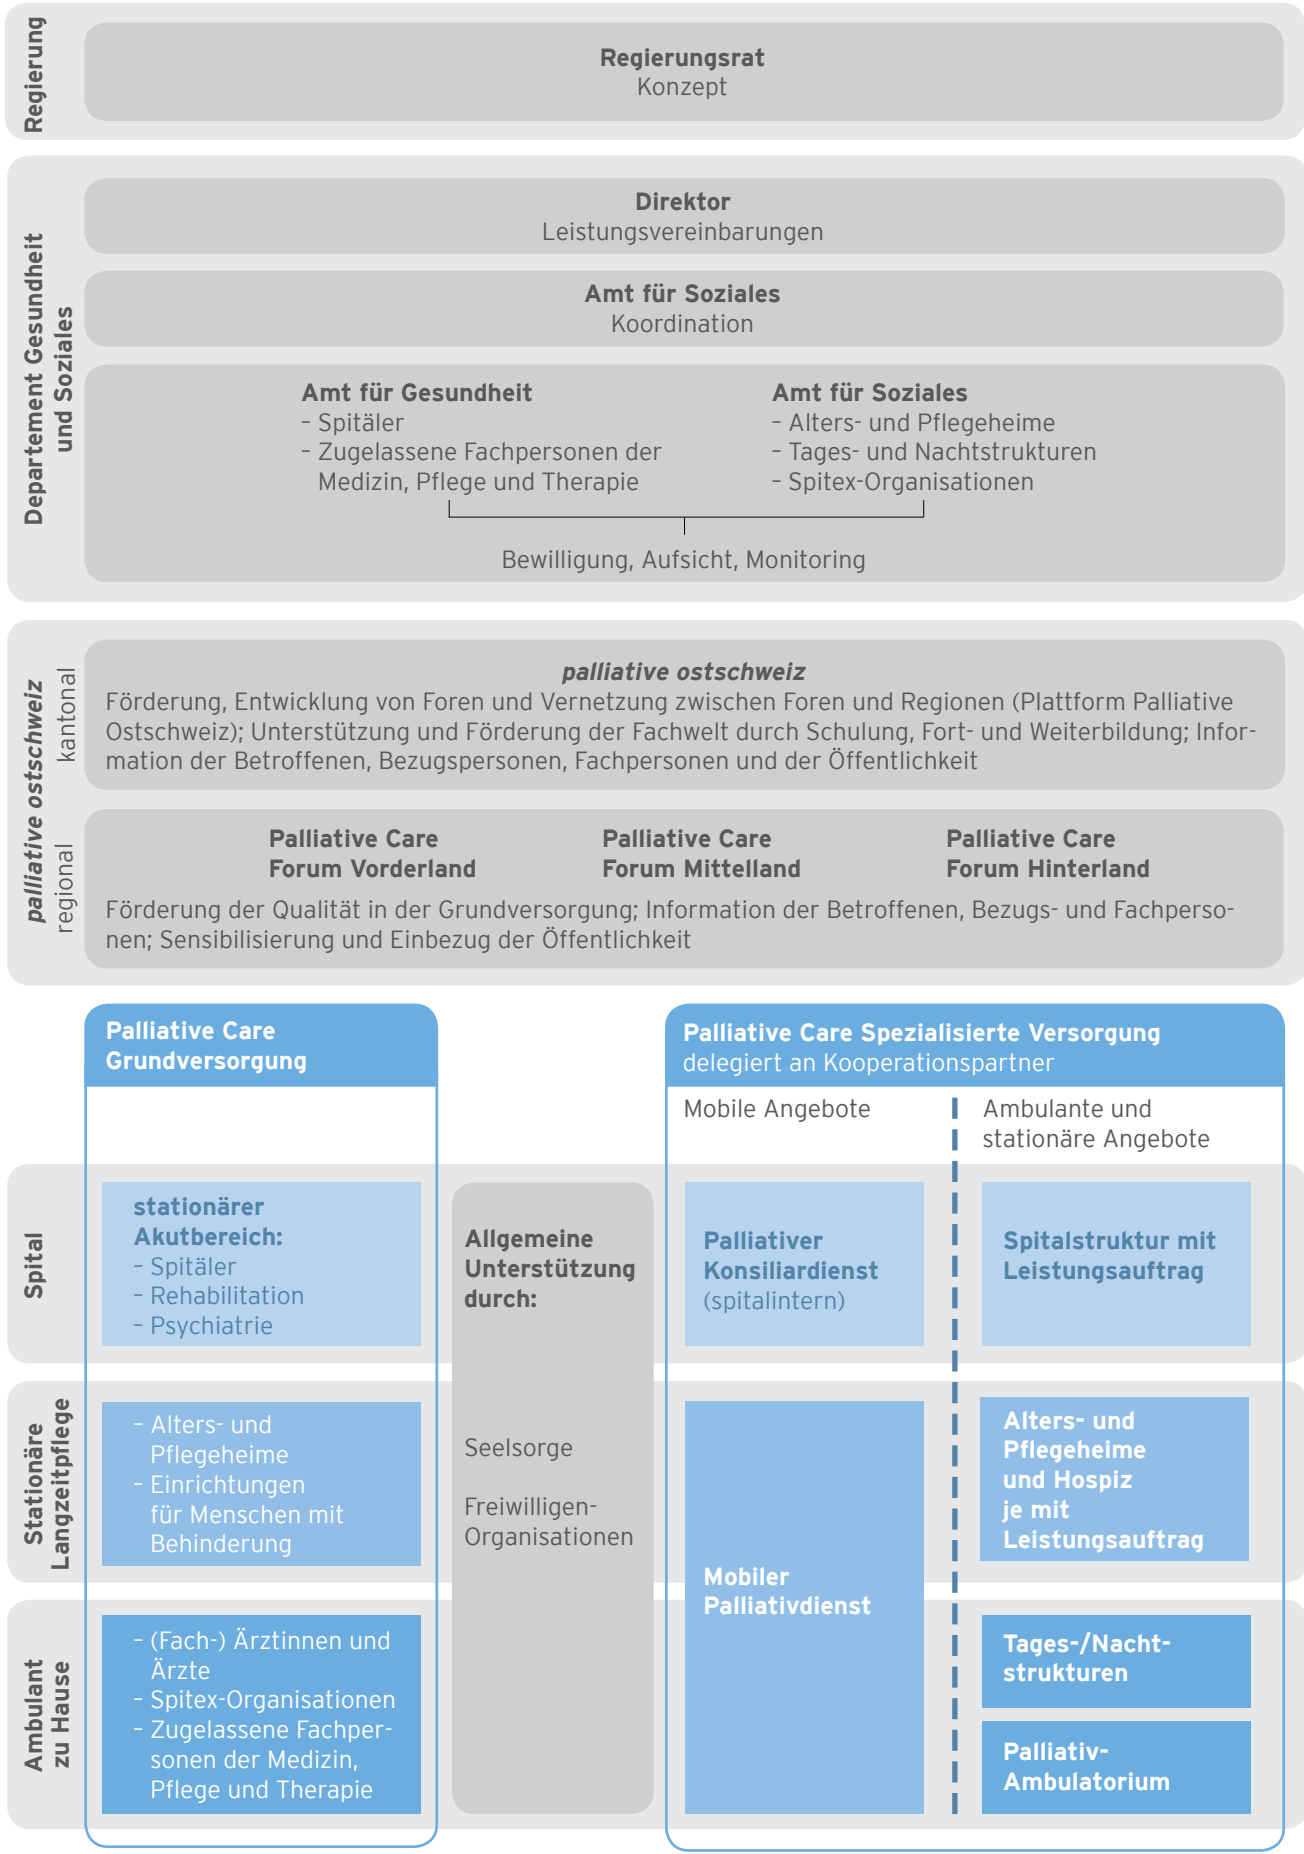 Regierung
Regierungsrat
Konzept
Departement Gesundheit
und Soziales
Direktor
Leistungsvereinbarungen
Amt für Soziales
Koordination
Amt für Gesundheit
– Spitäler
– Zugelassene Fachpersonen der
Medizin, Pflege und Therapie
Amt für Soziales
– Alters- und Pflegeheime
– Tages- und Nachtstrukturen
– Spitex-Organisationen
Bewilligung, Aufsicht, Monitoring
palliative ostschweiz
kantonal
regional
palliative ostschweiz
Förderung, Entwicklung von Foren und Vernetzung zwischen Foren und Regionen (Plattform Palliative
Ostschweiz); Unterstützung und Förderung der Fachwelt durch Schulung, Fort- und Weiterbildung; Infor-
mation der Betroffenen, Bezugspersonen, Fachpersonen und der Öffentlichkeit
Palliative Care
Forum Vorderland
Palliative Care
Forum Mittelland
Palliative Care
Forum Hinterland
Förderung der Qualität in der Grundversorgung; Information der Betroffenen, Bezugs- und Fachperso-
nen; Sensibilisierung und Einbezug der Öffentlichkeit
Palliative Care
Grundversorgung
Palliative Care Spezialisierte Versorgung
delegiert an Kooperationspartner
Mobile Angebote
Ambulante und
stationäre Angebote
Spital
stationärer
Akutbereich:
– Spitäler
– Rehabilitation
– Psychiatrie
Allgemeine
Unterstützung
durch:
Seelsorge
Freiwilligen-
Organisationen
Palliativer
Konsiliardienst
(spitalintern)
Spitalstruktur mit
Leistungsauftrag
Stationäre
Langzeitpflege
– Alters- und
Pflegeheime
– Einrichtungen
für Menschen mit
Behinderung
Mobiler
Palliativdienst
Alters- und
Pflegeheime
und Hospiz
je mit
Leistungsauftrag
Ambulant
zu Hause
– (Fach-) Ärztinnen und
Ärzte
– Spitex-Organisationen
– Zugelassene Fachper-
sonen der Medizin,
Pflege und Therapie
Tages-/Nacht-
strukturen
Palliativ-
Ambulatorium